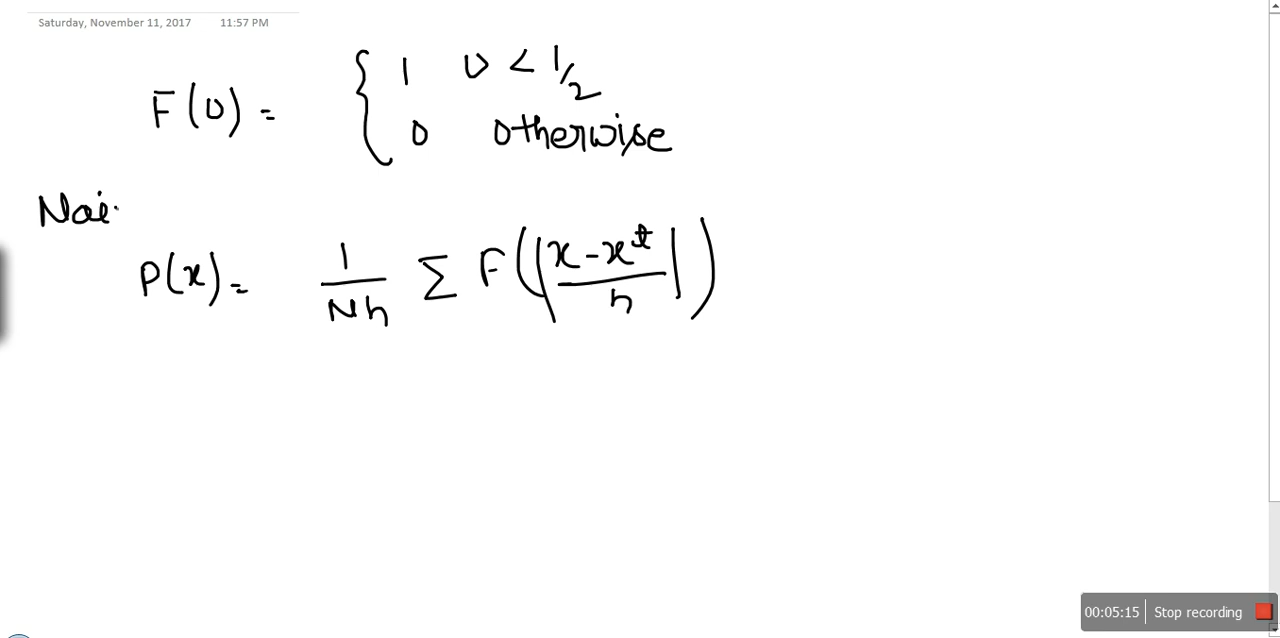 Saturday, November 11, 2017 11:57 PM
F(υ) = { 1 υ < 1/2
0 otherwise
Nai
P(x) = 1/Nh Σ F(|x - x^t / h|)
00:05:15 Stop recording